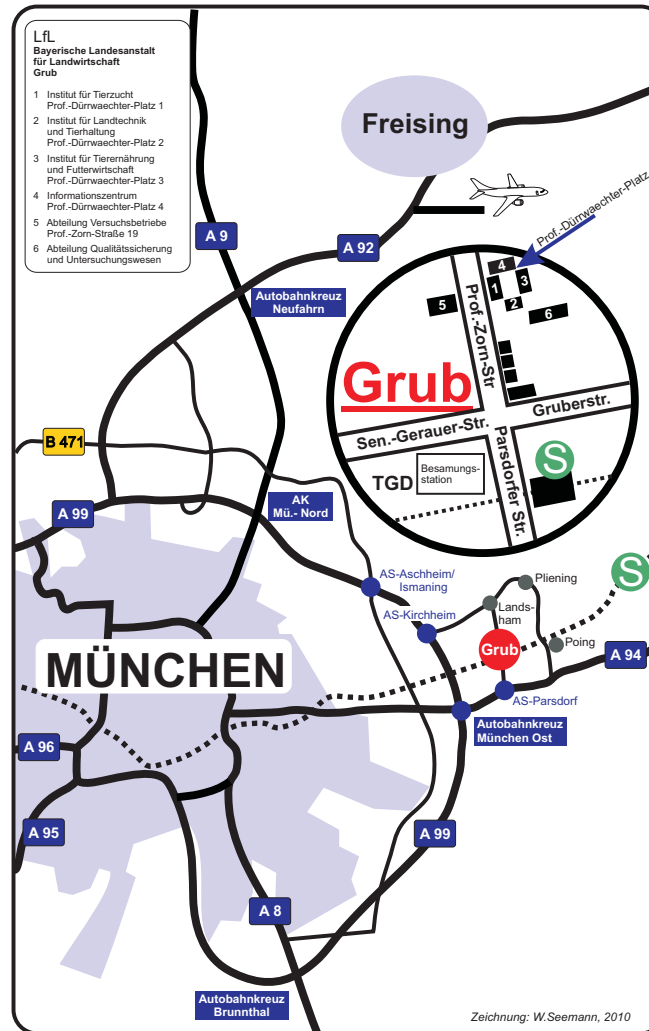 LfL
Bayerische Landesanstalt
für Landwirtschaft
Grub
1 Institut für Tierzucht
Prof.-Dürrwaechter-Platz 1
2 Institut für Landtechnik
und Tierhaltung
Prof.-Dürrwaechter-Platz 2
3 Institut für Tierernährung
und Futterwirtschaft
Prof.-Dürrwaechter-Platz 3
4 Informationszentrum
Prof.-Dürrwaechter-Platz 4
5 Abteilung Versuchsbetriebe
Prof.-Zorn-Straße 19
6 Abteilung Qualitätssicherung
und Untersuchungswesen
Freising
A 9
A 92
Prof.-Dürrwaechter-Platz
Autobahnkreuz
Neufahrn
4
1
3
2
5
6
Prof.-Zorn-Str
Grub
Gruberstr.
Sen.-Gerauer-Str.
Parsdorfer Str.
S
TGD
Besamungs-
station
B 471
AK
Mü.- Nord
A 99
AS-Aschheim/
Ismaning
Pliening
S
Lands-
ham
AS-Kirchheim
Grub
Poing
A 94
MÜNCHEN
AS-Parsdorf
Autobahnkreuz
München Ost
A 96
A 95
A 99
A 8
Autobahnkreuz
Brunnthal
Zeichnung: W.Seemann, 2010